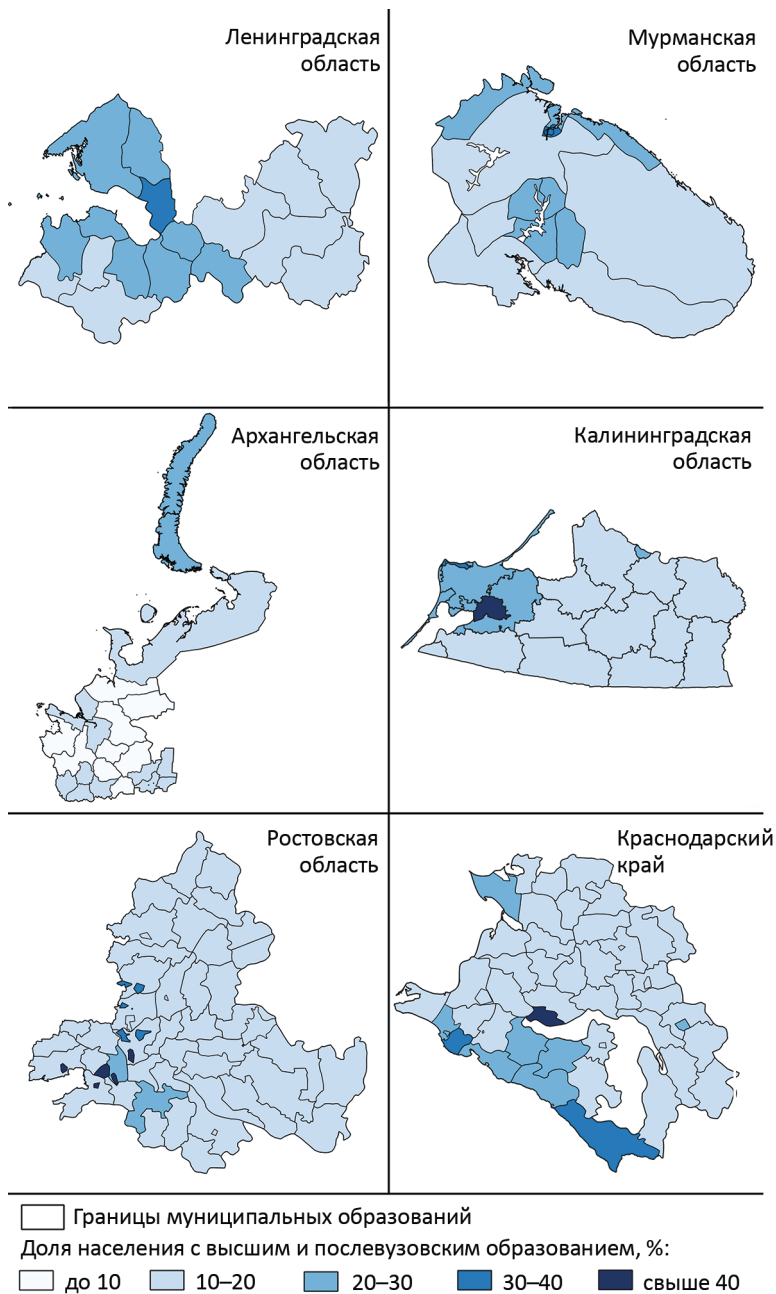 Ленинградская
область
Мурманская
область
Архангельская
область
Калининградская
область
Ростовская
область
Краснодарский
край
Границы муниципальных образований
Доля населения с высшим и послевузовским образованием, %:
до 10
10–20
20–30
30–40
свыше 40